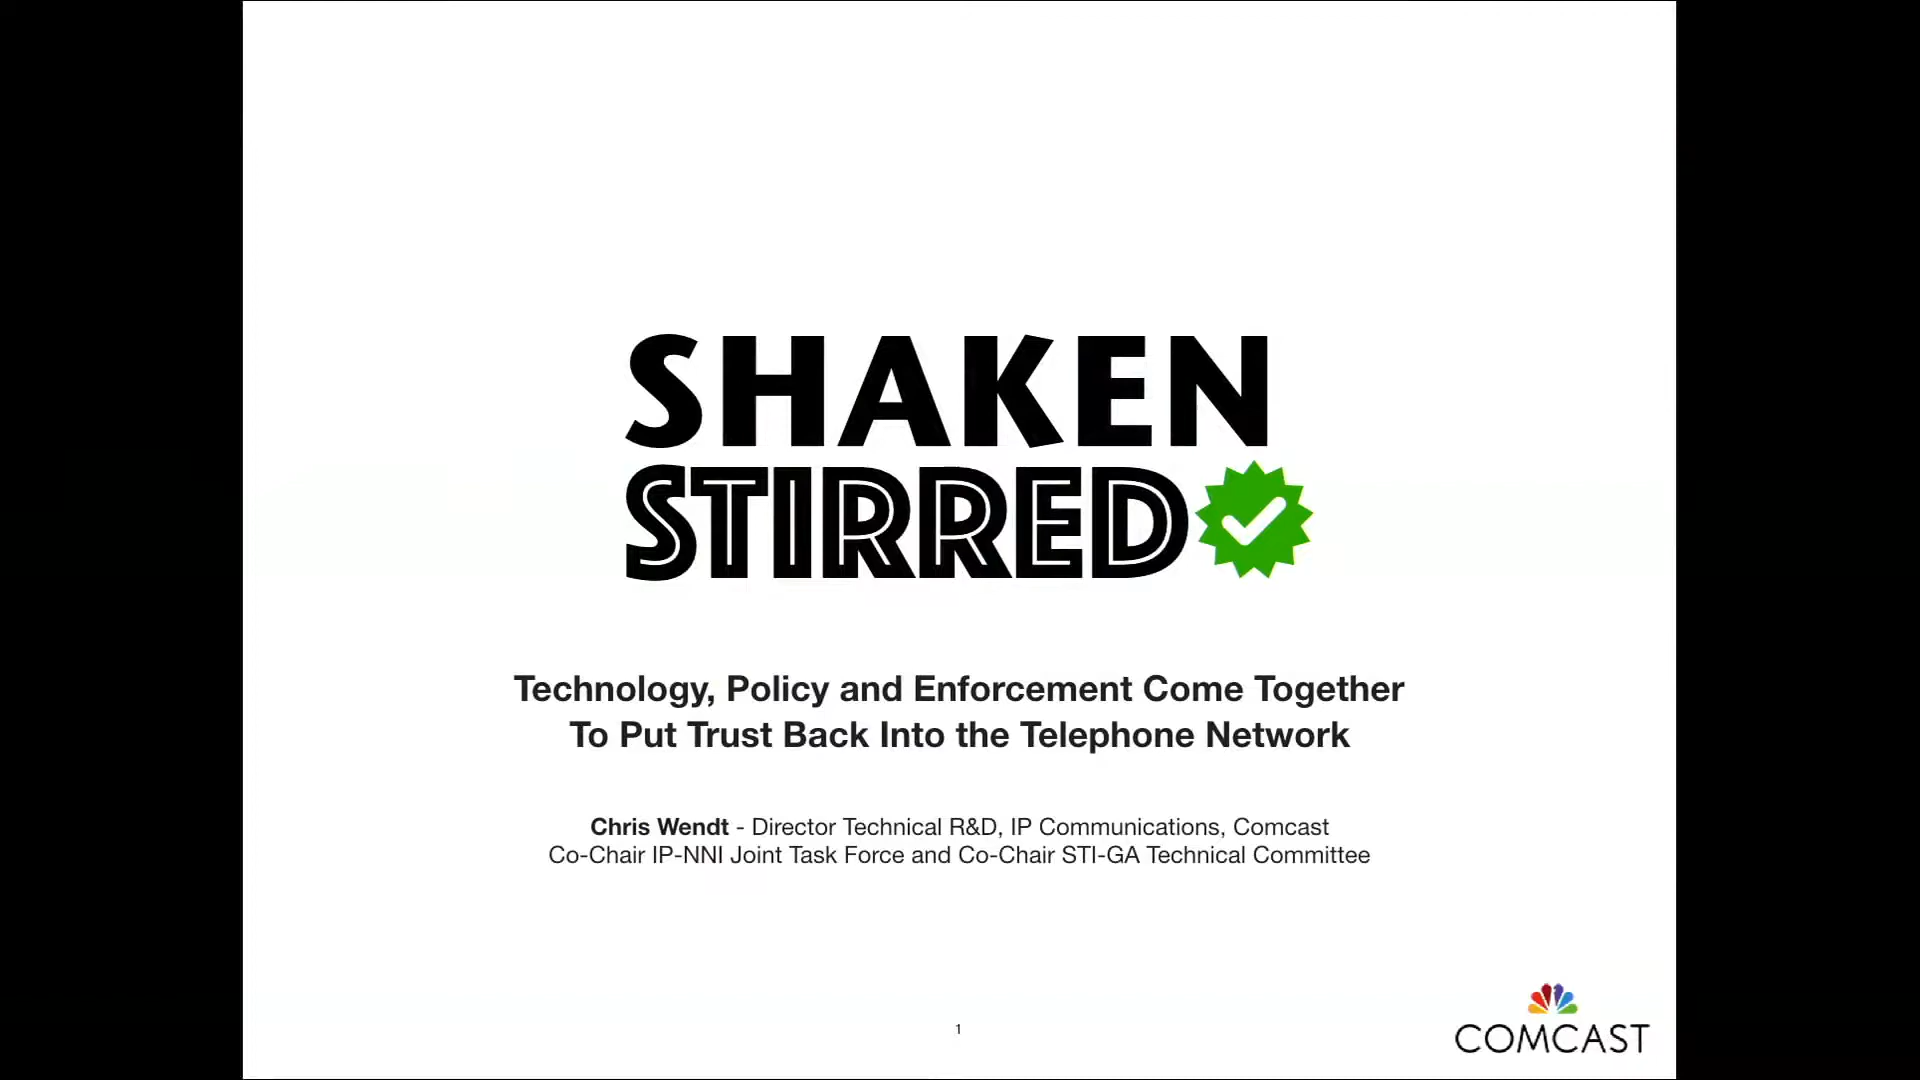 SHAKEN
STIRRED
Technology, Policy and Enforcement Come Together
To Put Trust Back Into the Telephone Network
Chris Wendt - Director Technical R&D, IP Communications, Comcast
Co-Chair IP-NNI Joint Task Force and Co-Chair STI-GA Technical Committee
1
COMCAST